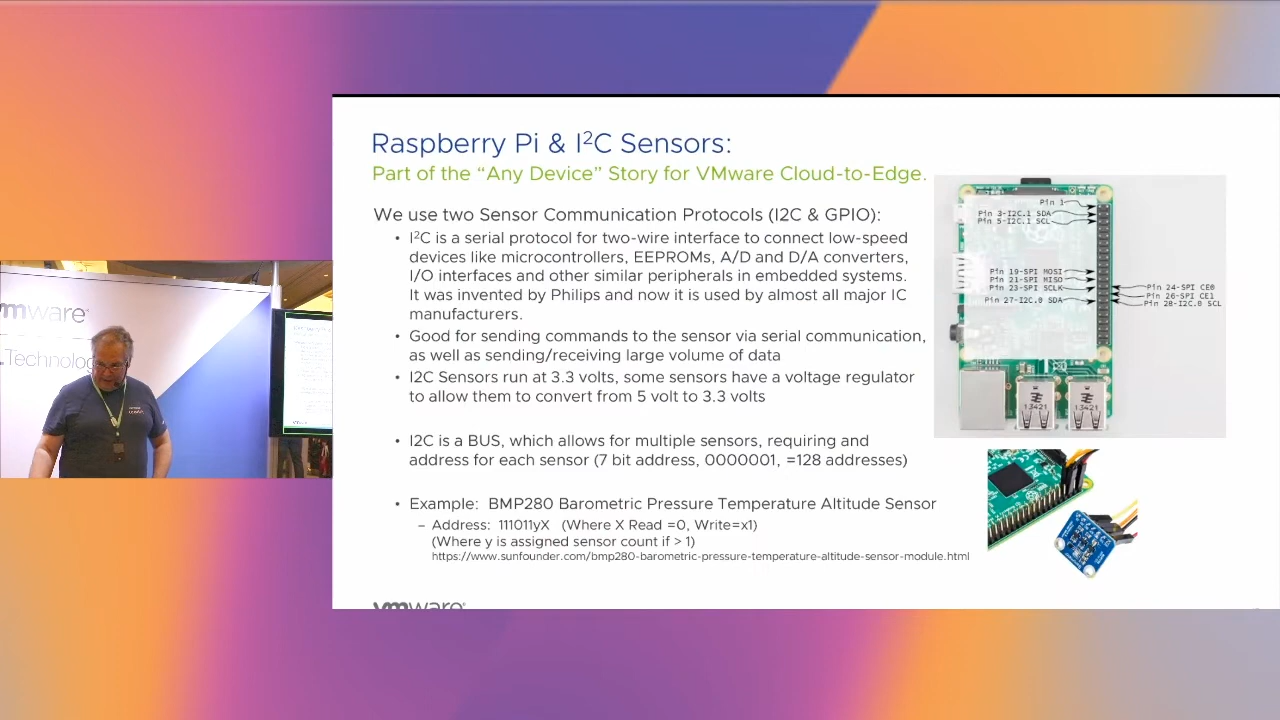 Raspberry Pi & I²C Sensors:
Part of the “Any Device” Story for VMware Cloud-to-Edge.
We use two Sensor Communication Protocols (I2C & GPIO):
• I²C is a serial protocol for two-wire interface to connect low-speed
devices like microcontrollers, EEPROMs, A/D and D/A converters,
I/O interfaces and other similar peripherals in embedded systems.
It was invented by Philips and now it is used by almost all major IC
manufacturers.
• Good for sending commands to the sensor via serial communication,
as well as sending/receiving large volume of data
• I2C Sensors run at 3.3 volts, some sensors have a voltage regulator
to allow them to convert from 5 volt to 3.3 volts
• I2C is a BUS, which allows for multiple sensors, requiring and
address for each sensor (7 bit address, 0000001, =128 addresses)
• Example: BMP280 Barometric Pressure Temperature Altitude Sensor
– Address: 111011yX (Where X Read =0, Write=x1)
(Where y is assigned sensor count if > 1)
https://www.sunfounder.com/bmp280-barometric-pressure-temperature-altitude-sensor-module.html
vmware®
Pin 1
Pin 3-I2C.1 SDA
Pin 5-I2C.1 SCL
Pin 19-SPI MOSI
Pin 21-SPI MISO
Pin 23-SPI SCLK
Pin 27-I2C.0 SDA
Pin 24-SPI CE0
Pin 26-SPI CE1
Pin 28-I2C.0 SCL
13421
13421
mware®
Technolo